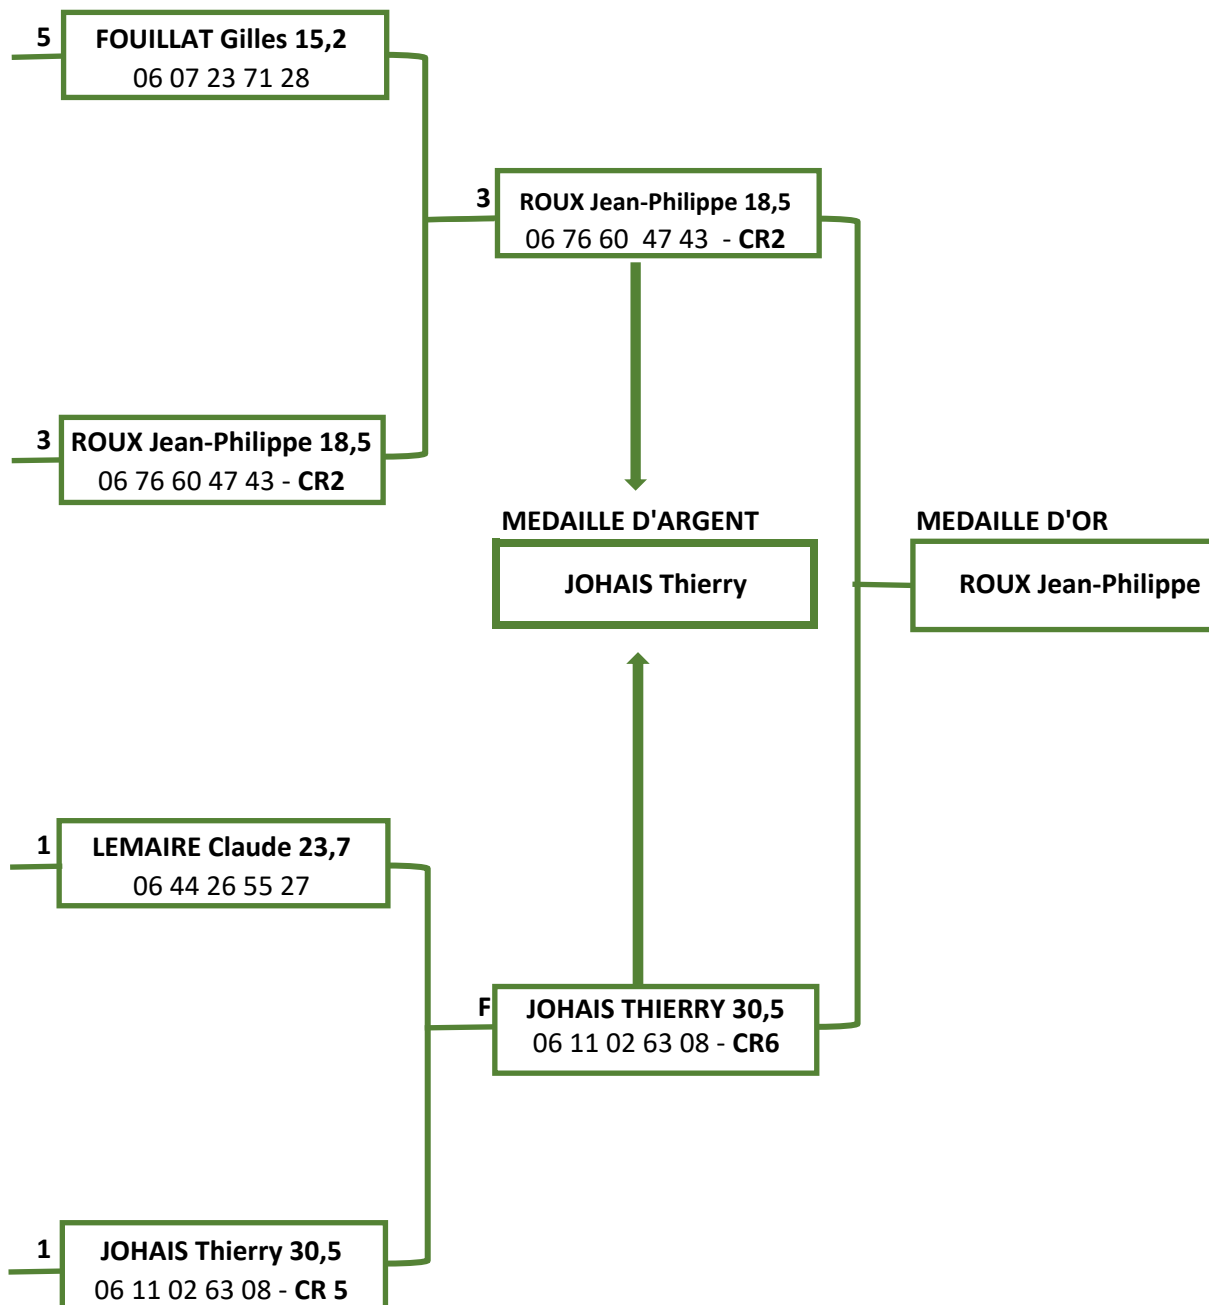 5
FOUILLAT Gilles 15,2
06 07 23 71 28
3
ROUX Jean-Philippe 18,5
06 76 60  47 43  - CR2
3
ROUX Jean-Philippe 18,5
06 76 60 47 43 - CR2
MEDAILLE D'ARGENT
JOHAIS Thierry
MEDAILLE D'OR
ROUX Jean-Philippe
1
LEMAIRE Claude 23,7
06 44 26 55 27
F
JOHAIS THIERRY 30,5
06 11 02 63 08 - CR6
1
JOHAIS Thierry 30,5
06 11 02 63 08 - CR 5